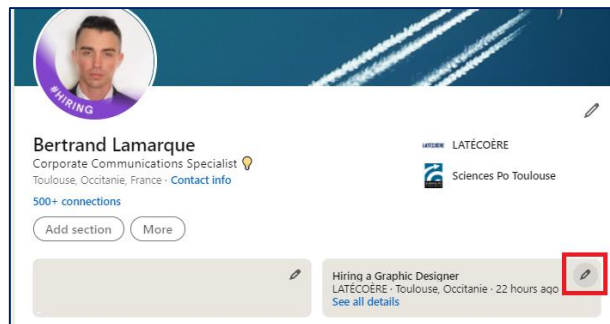 #HIRING
Bertrand Lamarque
Corporate Communications Specialist
Toulouse, Occitanie, France · Contact info
500+ connections
Add section
More
LATÉCOÈRE LATÉCOÈRE
Sciences Po Toulouse
Hiring a Graphic Designer
LATÉCOÈRE · Toulouse, Occitanie · 22 hours ago
See all details